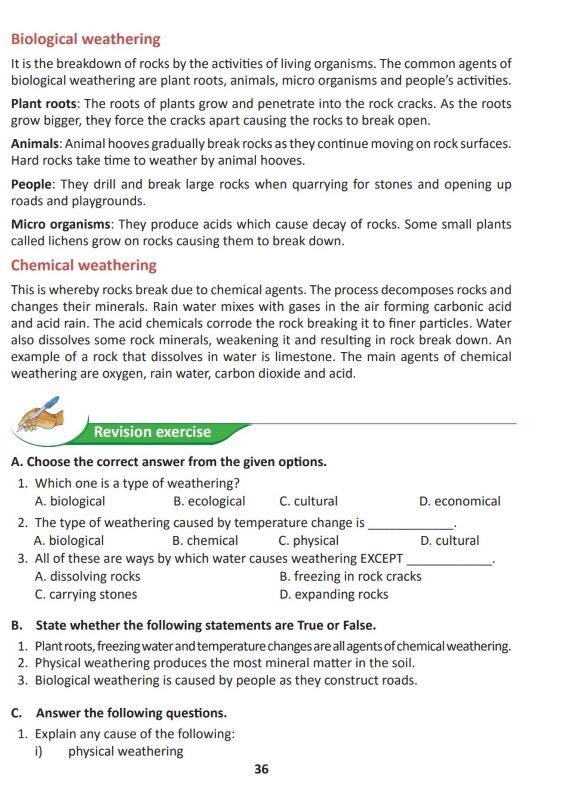 Biological weathering
It is the breakdown of rocks by the activities of living organisms. The common agents of
biological weathering are plant roots, animals, micro organisms and people's activities.
Plant roots: The roots of plants grow and penetrate into the rock cracks. As the roots
grow bigger, they force the cracks apart causing the rocks to break open.
Animals: Animal hooves gradually break rocks as they continue moving on rock surfaces.
Hard rocks take time to weather by animal hooves.
People: They drill and break large rocks when quarrying for stones and opening up
roads and playgrounds.
Micro organisms: They produce acids which cause decay of rocks. Some small plants
called lichens grow on rocks causing them to break down.
Chemical weathering
This is whereby rocks break due to chemical agents. The process decomposes rocks and
changes their minerals. Rain water mixes with gases in the air forming carbonic acid
and acid rain. The acid chemicals corrode the rock breaking it to finer particles. Water
also dissolves some rock minerals, weakening it and resulting in rock break down. An
example of a rock that dissolves in water is limestone. The main agents of chemical
weathering are oxygen, rain water, carbon dioxide and acid.
Revision exercise
A. Choose the correct answer from the given options.
1. Which one is a type of weathering?
A. biological B. ecological C. cultural D. economical
2. The type of weathering caused by temperature change is ____________.
A. biological B. chemical C. physical D. cultural
3. All of these are ways by which water causes weathering EXCEPT ____________.
A. dissolving rocks B. freezing in rock cracks
C. carrying stones D. expanding rocks
B. State whether the following statements are True or False.
1. Plant roots, freezing water and temperature changes are all agents of chemical weathering.
2. Physical weathering produces the most mineral matter in the soil.
3. Biological weathering is caused by people as they construct roads.
C. Answer the following questions.
1. Explain any cause of the following:
i) physical weathering
36